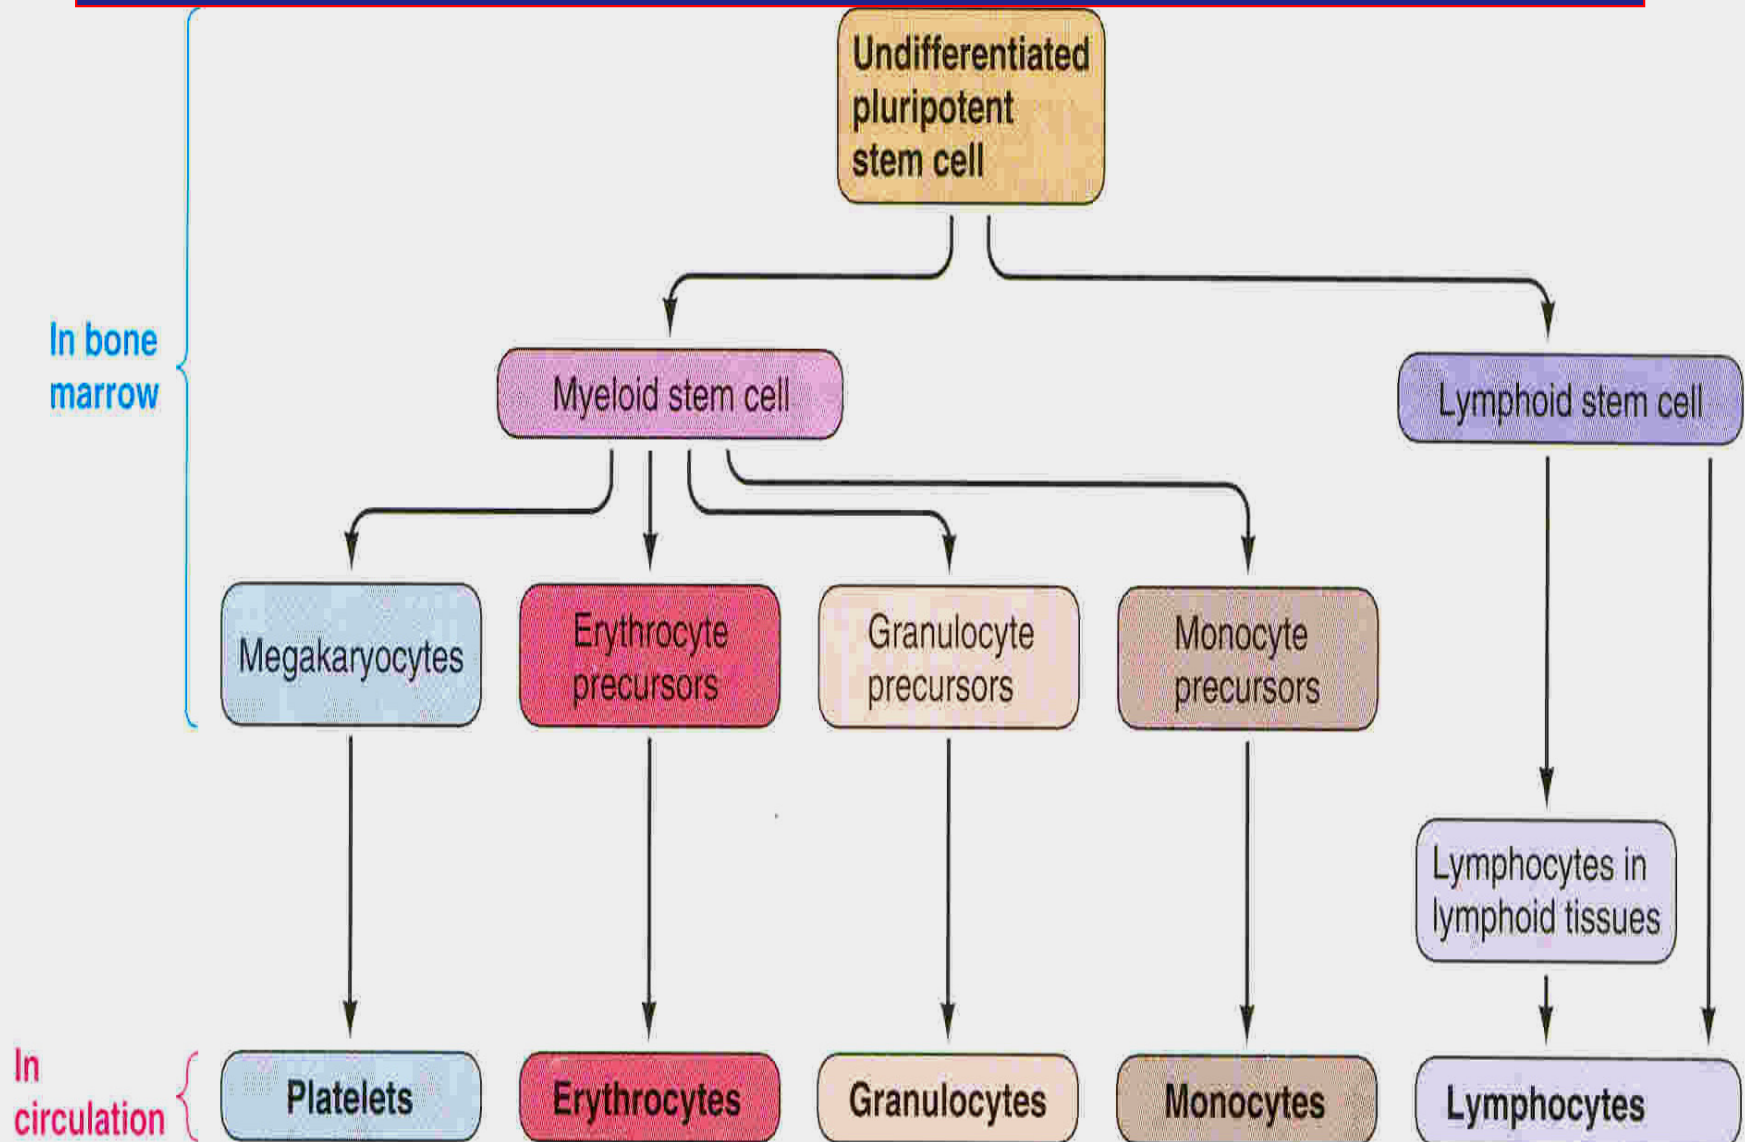 Undifferentiated
pluripotent
stem cell
In bone
marrow
Myeloid stem cell
Lymphoid stem cell
Megakaryocytes
Erythrocyte
precursors
Granulocyte
precursors
Monocyte
precursors
Lymphocytes in
lymphoid tissues
In
circulation
Platelets
Erythrocytes
Granulocytes
Monocytes
Lymphocytes